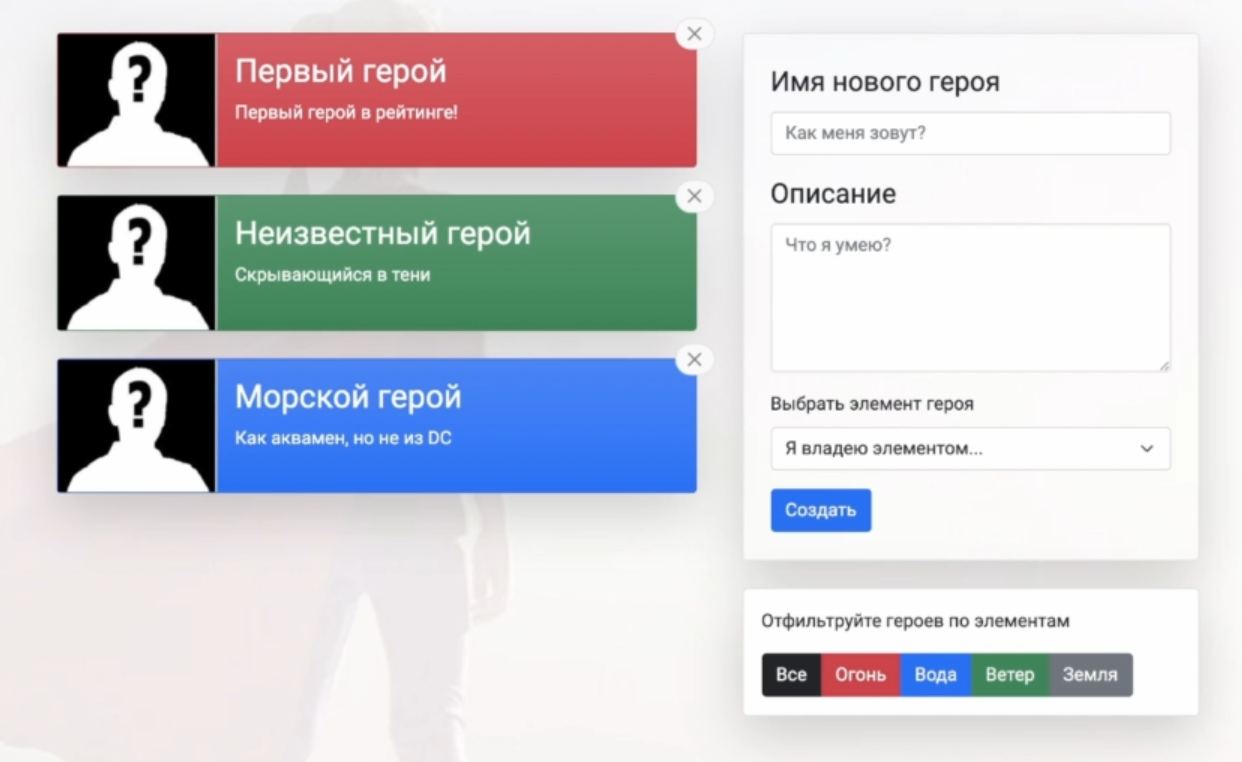 ?
Первый герой
Первый герой в рейтинге!
?
Неизвестный герой
Скрывающийся в тени
?
Морской герой
Как аквамен, но не из DC
Имя нового героя
Как меня зовут?
Описание
Что я умею?
Выбрать элемент героя
Я владею элементом...
Создать
Отфильтруйте героев по элементам
Все Огонь Вода Ветер Земля